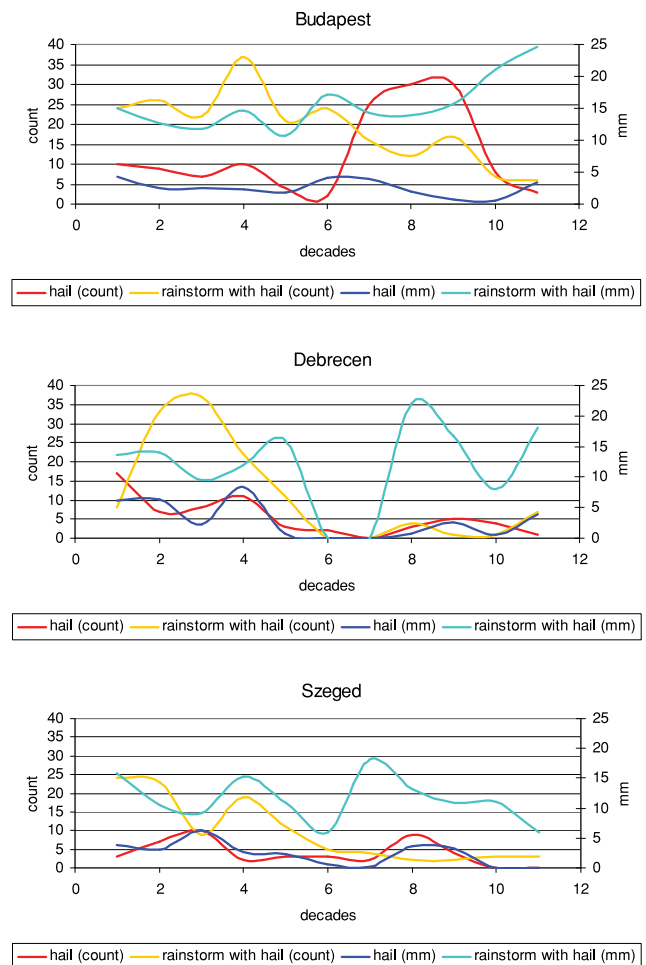 Budapest
40 35 30 25 20 15 10 5 0
count
25 20 15 10 5 0
mm
0 2 4 6 8 10 12
decades
hail (count) rainstorm with hail (count) hail (mm) rainstorm with hail (mm)
Debrecen
40 35 30 25 20 15 10 5 0
count
25 20 15 10 5 0
mm
0 2 4 6 8 10 12
decades
hail (count) rainstorm with hail (count) hail (mm) rainstorm with hail (mm)
Szeged
40 35 30 25 20 15 10 5 0
count
25 20 15 10 5 0
mm
0 2 4 6 8 10 12
decades
hail (count) rainstorm with hail (count) hail (mm) rainstorm with hail (mm)